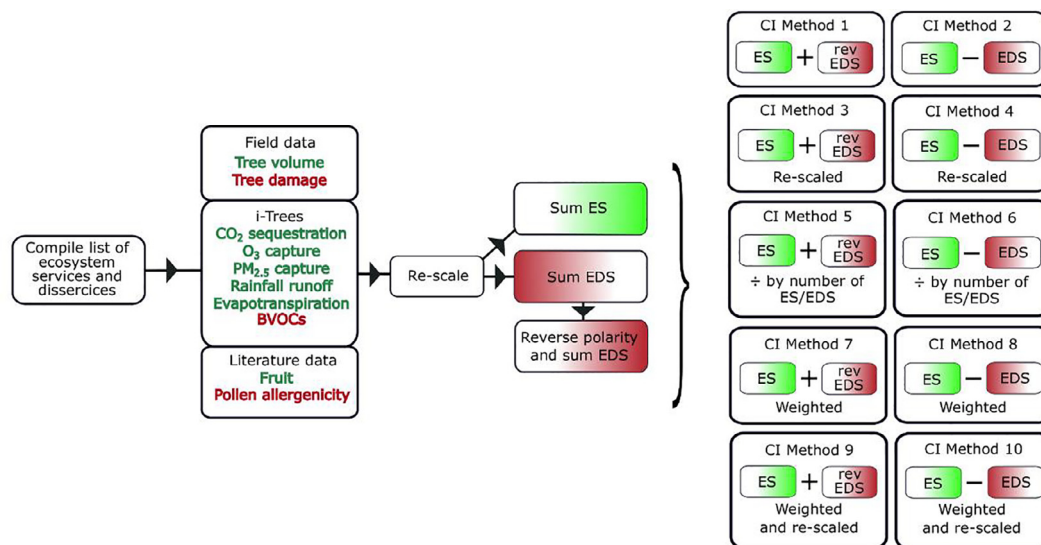 Compile list of
ecosystem
services and
dissercices
Field data
Tree volume
Tree damage
i-Trees
CO₂ sequestration
O₃ capture
PM₂.₅ capture
Rainfall runoff
Evapotranspiration
BVOCs
Literature data
Fruit
Pollen allergenicity
Re-scale
Sum ES
Sum EDS
Reverse polarity
and sum EDS
CI Method 1
ES + rev
EDS
CI Method 2
ES − EDS
CI Method 3
ES + rev
EDS
Re-scaled
CI Method 4
ES − EDS
Re-scaled
CI Method 5
ES + rev
EDS
÷ by number of
ES/EDS
CI Method 6
ES − EDS
÷ by number of
ES/EDS
CI Method 7
ES + rev
EDS
Weighted
CI Method 8
ES − EDS
Weighted
CI Method 9
ES + rev
EDS
Weighted
and re-scaled
CI Method 10
ES − EDS
Weighted
and re-scaled